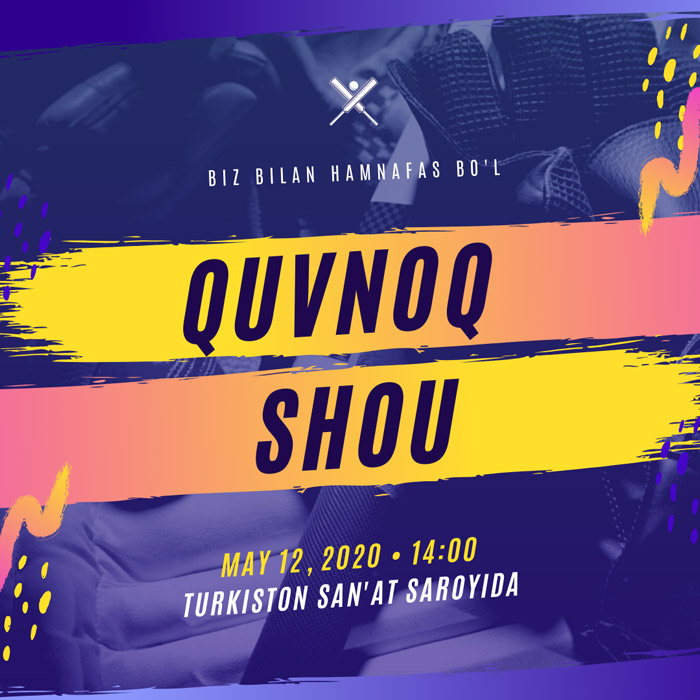 BIZ BILAN HAMNAFAS BO'L
QUVNOQ
SHOU
MAY 12, 2020 • 14:00
TURKISTON SAN'AT SAROYIDA